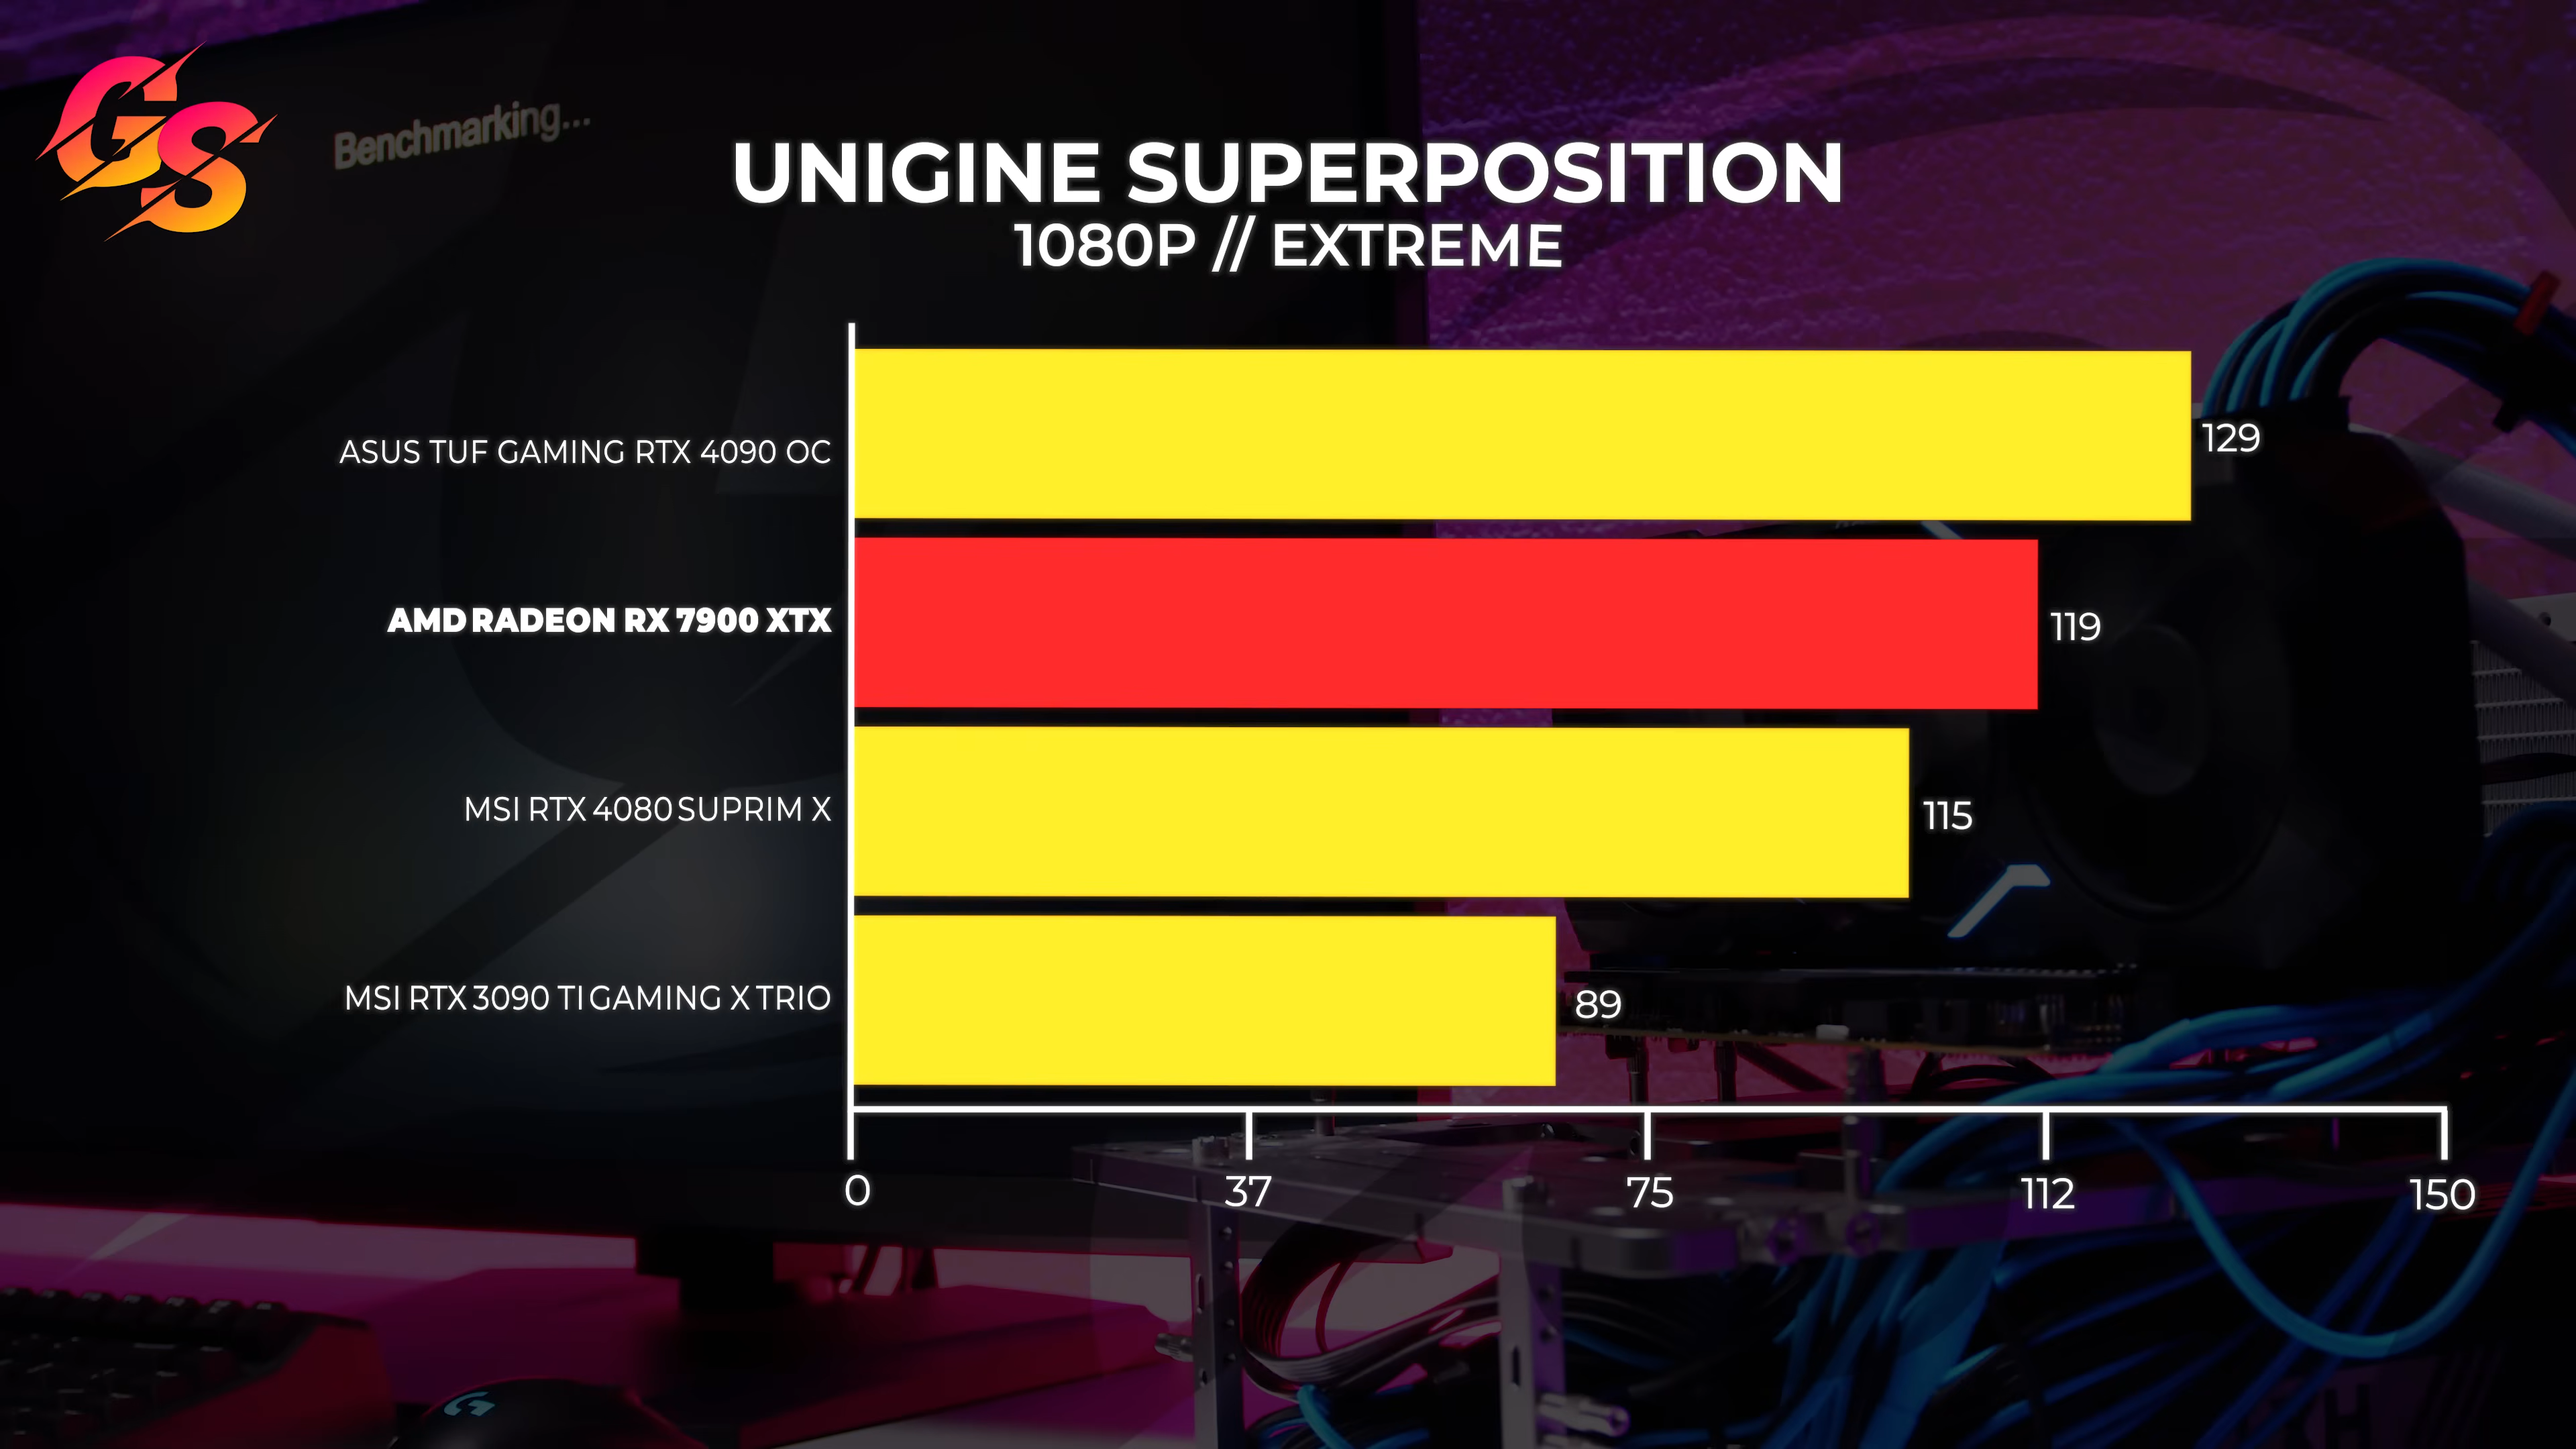 GS
Benchmarking...
UNIGINE SUPERPOSITION
1080P // EXTREME
ASUS TUF GAMING RTX 4090 OC
129
AMD RADEON RX 7900 XTX
119
MSI RTX 4080 SUPRIM X
115
MSI RTX 3090 TI GAMING X TRIO
89
0 37 75 112 150
G